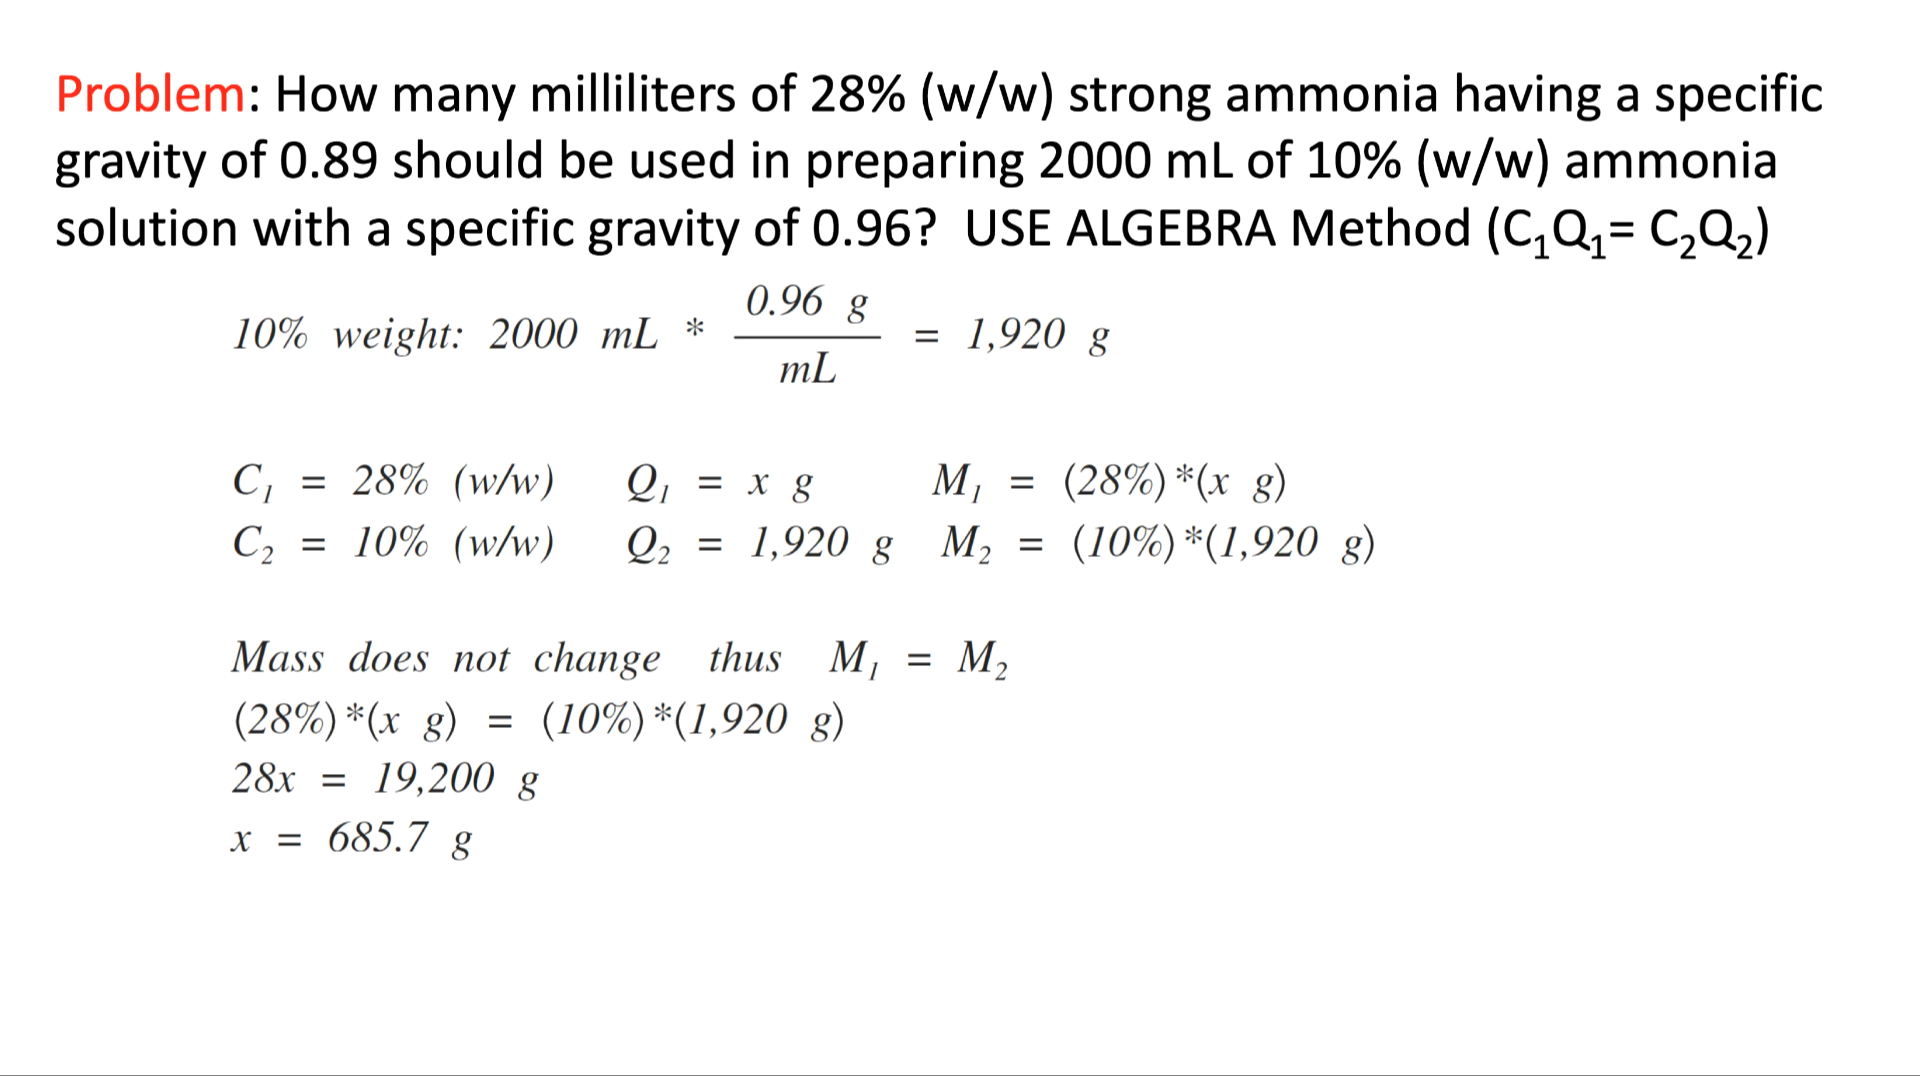 Problem: How many milliliters of 28% (w/w) strong ammonia having a specific
gravity of 0.89 should be used in preparing 2000 mL of 10% (w/w) ammonia
solution with a specific gravity of 0.96?  USE ALGEBRA Method (C₁Q₁= C₂Q₂)
10% weight: 2000 mL * 0.96 g / mL = 1,920 g
C₁ = 28% (w/w) Q₁ = x g M₁ = (28%)*(x g)
C₂ = 10% (w/w) Q₂ = 1,920 g M₂ = (10%)*(1,920 g)
Mass does not change thus M₁ = M₂
(28%)*(x g) = (10%)*(1,920 g)
28x = 19,200 g
x = 685.7 g